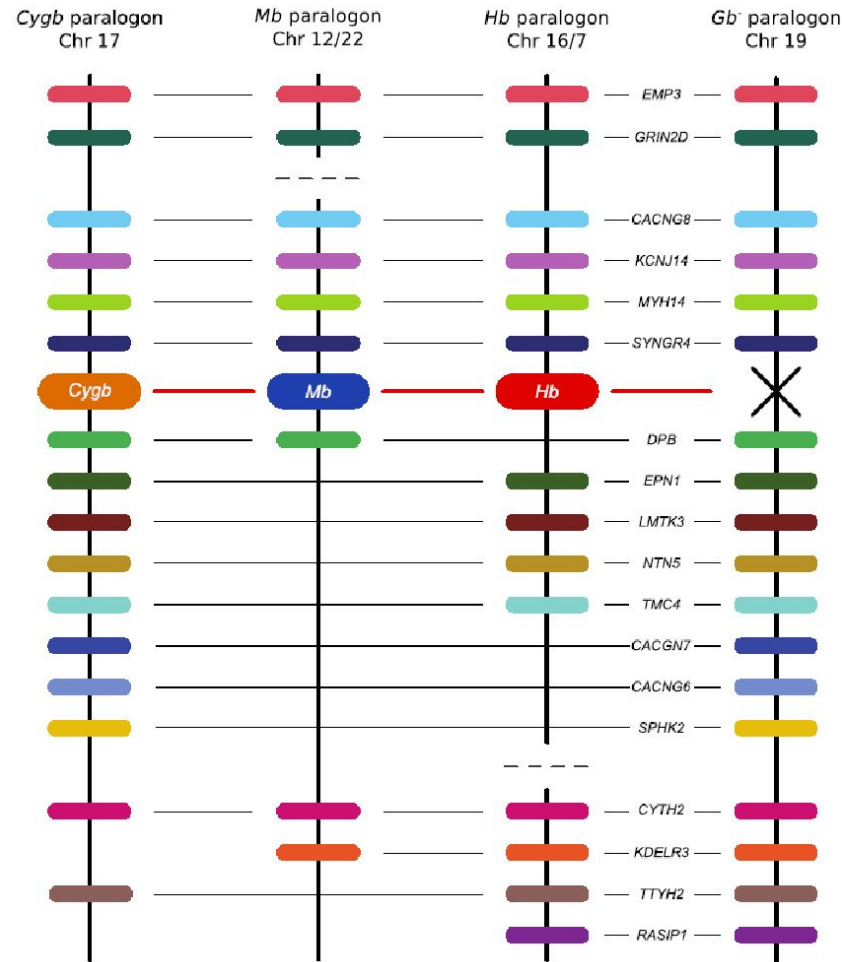 Cygb paralogon
Chr 17
Mb paralogon
Chr 12/22
Hb paralogon
Chr 16/7
Gb- paralogon
Chr 19
EMP3
GRIN2D
CACNG8
KCNJ14
MYH14
SYNGR4
Cygb
Mb
Hb
DPB
EPN1
LMTK3
NTN5
TMC4
CACGN7
CACNG6
SPHK2
CYTH2
KDELR3
TTYH2
RASIP1